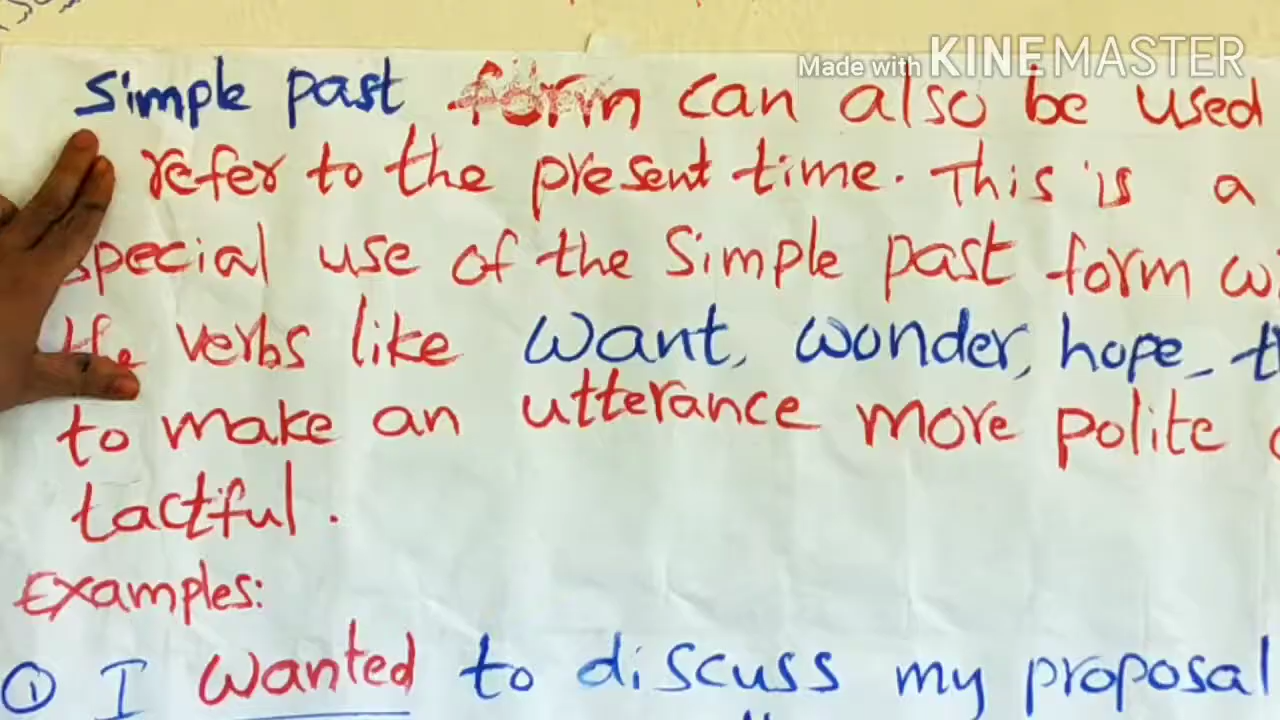 Made with KINEMASTER
Simple past form can also be used
refer to the present time. This is a
special use of the simple past form
the verbs like want, wonder, hope,
to make an utterance more polite
tactful.
Examples:
① I wanted to discuss my proposal